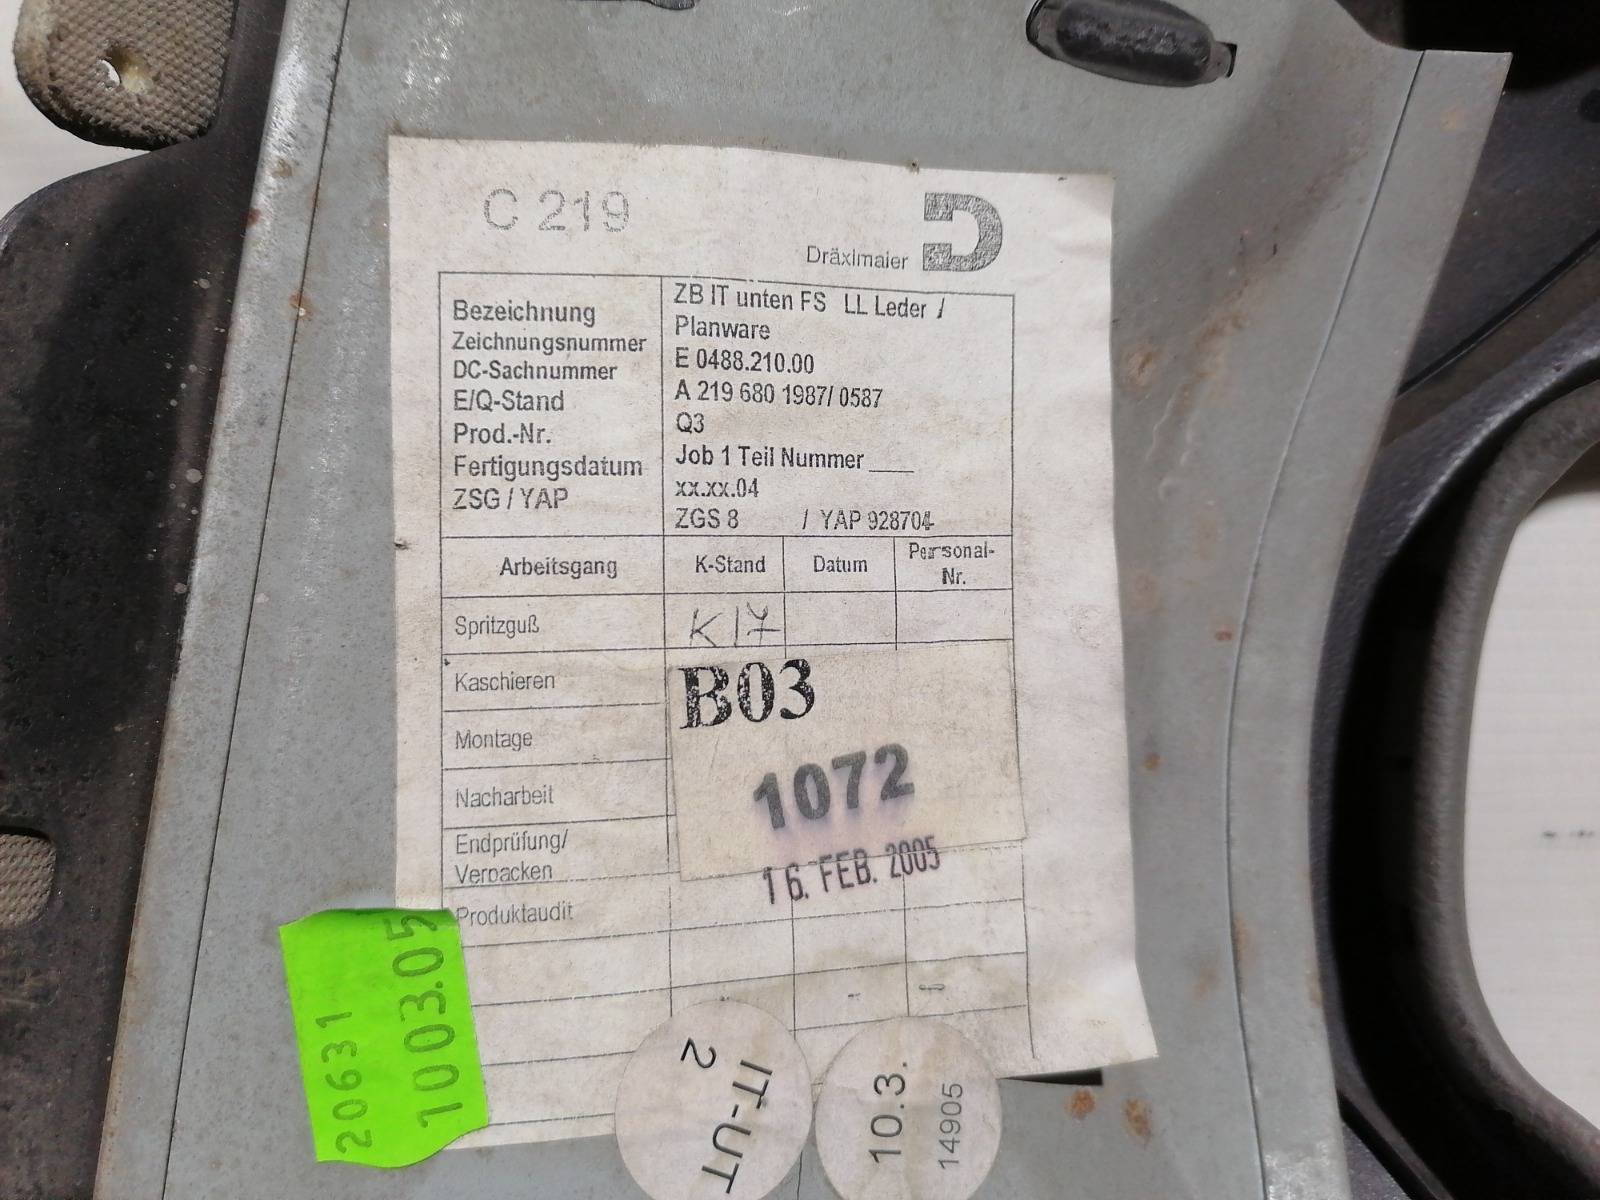 C 219
Dräxlmaier
Bezeichnung
Zeichnungsnummer
DC-Sachnummer
E/Q-Stand
Prod.-Nr.
Fertigungsdatum
ZSG / YAP
ZB IT unten FS LL Leder /
Planware
E 0488.210.00
A 219 680 1987/ 0587
Q3
Job 1 Teil Nummer ___
xx.xx.04
ZGS 8 / YAP 928704
Arbeitsgang K-Stand Datum Personal-
Nr.
Spritzguß K17
Kaschieren
Montage
Nacharbeit
Endprüfung/
Verpacken
Produktaudit
B03
1072
16. FEB. 2005
20631
10 03.05
IT-UT
2
10.3.
14905